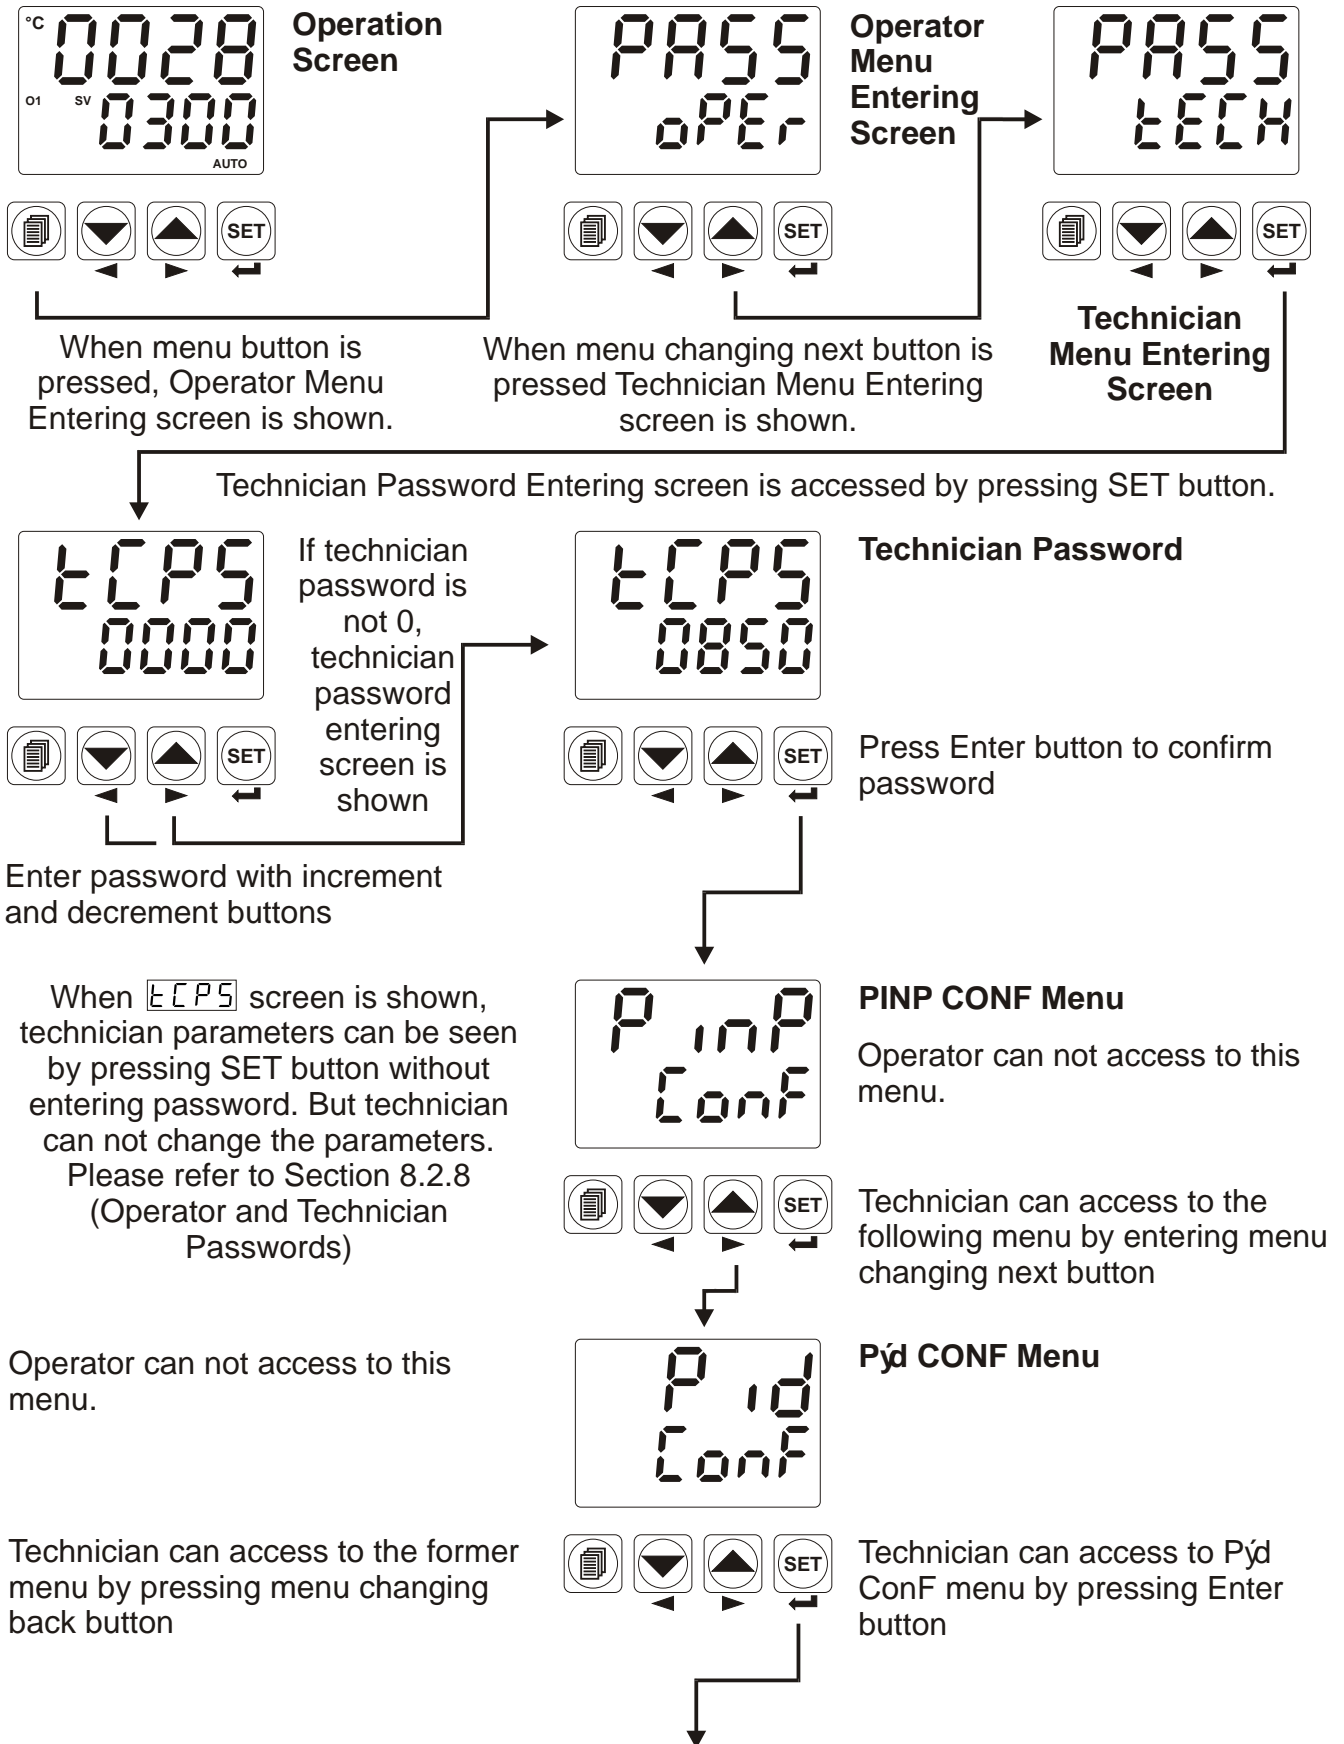 °C 0028
O1 SV 0300
AUTO
Operation
Screen
PASS
oPEr
Operator
Menu
Entering
Screen
PASS
tECH
SET
SET
SET
When menu button is
pressed, Operator Menu
Entering screen is shown.
When menu changing next button is
pressed Technician Menu Entering
screen is shown.
Technician
Menu Entering
Screen
Technician Password Entering screen is accessed by pressing SET button.
tCPS
0000
If technician
password is
not 0,
technician
password
entering
screen is
shown
tCPS
0850
Technician Password
SET
SET
Press Enter button to confirm
password
Enter password with increment
and decrement buttons
When tCPS screen is shown,
technician parameters can be seen
by pressing SET button without
entering password. But technician
can not change the parameters.
Please refer to Section 8.2.8
(Operator and Technician
Passwords)
PinP
ConF
PINP CONF Menu
Operator can not access to this
menu.
SET
Technician can access to the
following menu by entering menu
changing next button
Operator can not access to this
menu.
Pid
ConF
Pýd CONF Menu
Technician can access to the former
menu by pressing menu changing
back button
SET
Technician can access to Pýd
ConF menu by pressing Enter
button